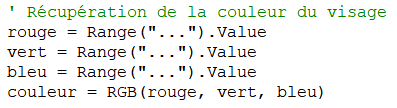 ' Récupération de la couleur du visage
rouge = Range("...").Value
vert = Range("...").Value
bleu = Range("...").Value
couleur = RGB(rouge, vert, bleu)